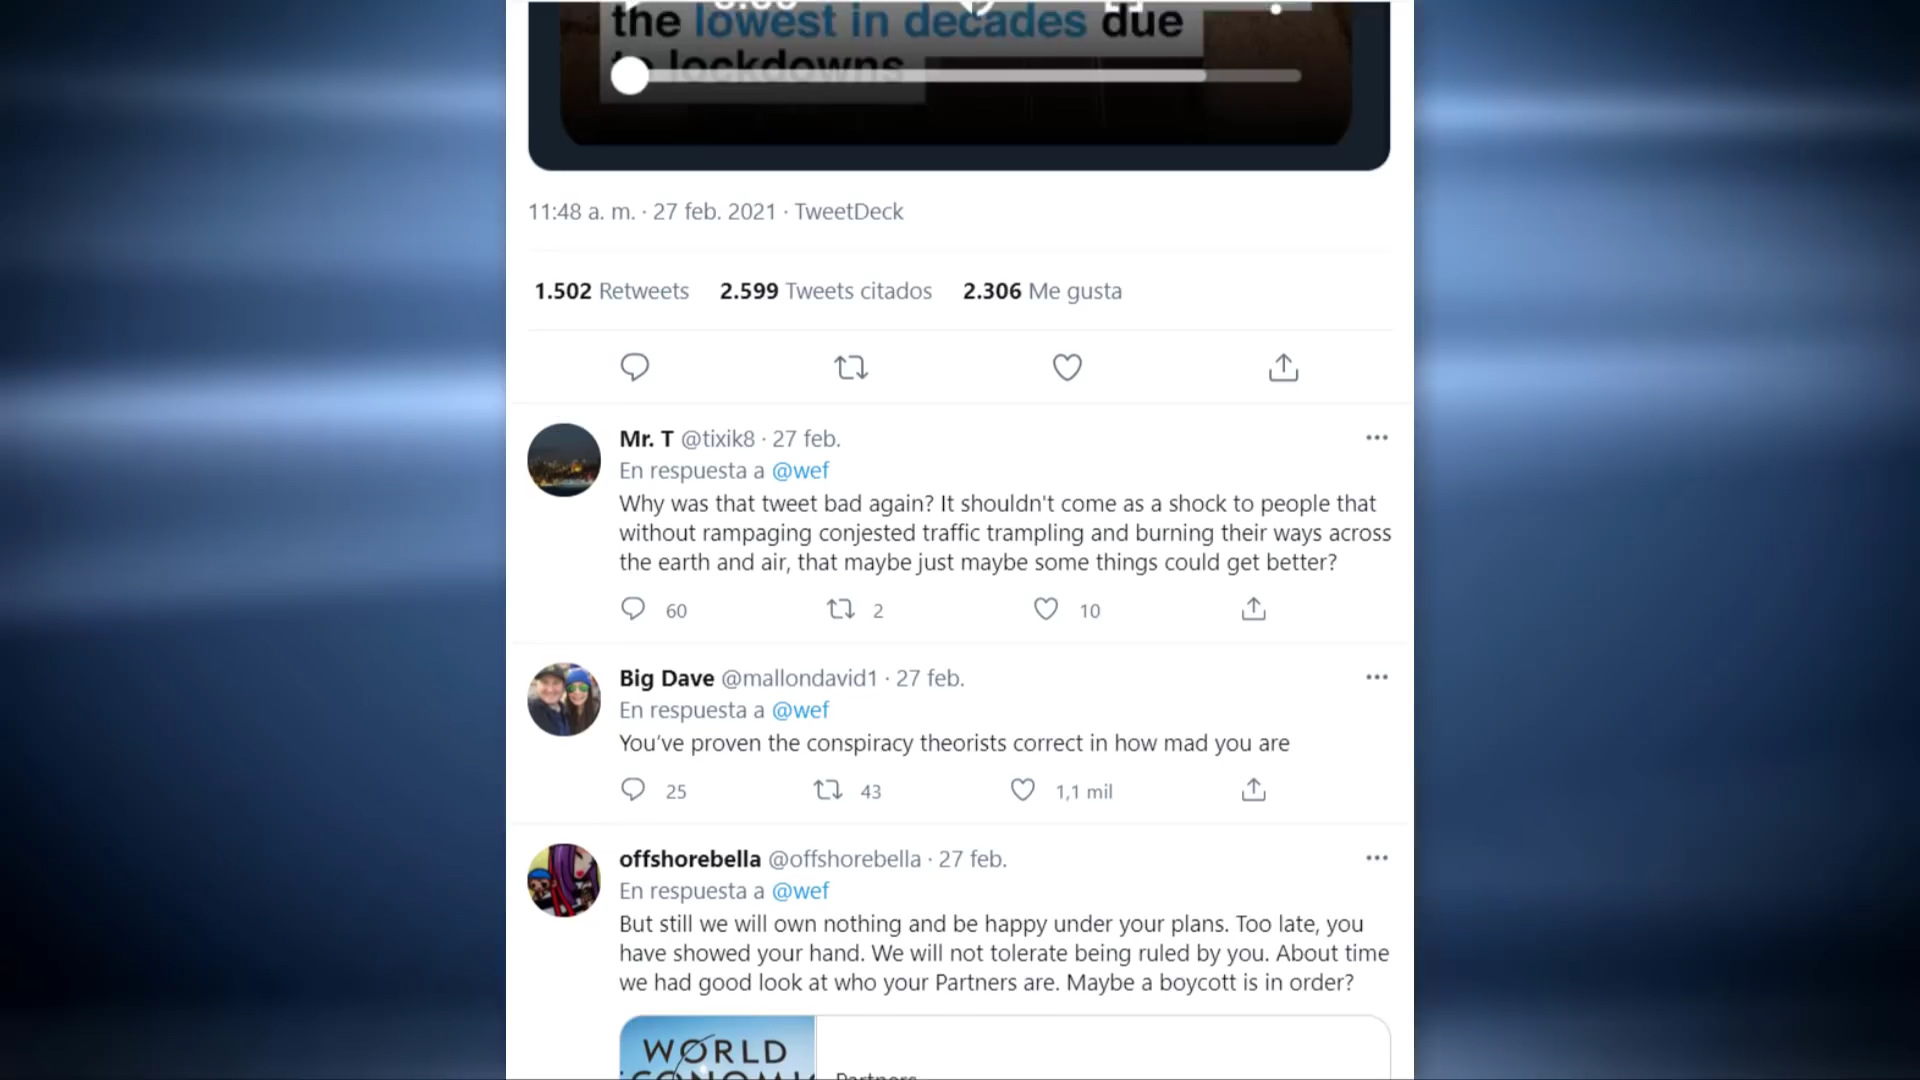 the lowest in decades due
to lockdowns
11:48 a. m. · 27 feb. 2021 · TweetDeck
1.502 Retweets 2.599 Tweets citados 2.306 Me gusta
Mr. T @tixik8 · 27 feb.
En respuesta a @wef
Why was that tweet bad again? It shouldn't come as a shock to people that
without rampaging conjested traffic trampling and burning their ways across
the earth and air, that maybe just maybe some things could get better?
60 2 10
Big Dave @mallondavid1 · 27 feb.
En respuesta a @wef
You've proven the conspiracy theorists correct in how mad you are
25 43 1,1 mil
offshorebella @offshorebella · 27 feb.
En respuesta a @wef
But still we will own nothing and be happy under your plans. Too late, you
have showed your hand. We will not tolerate being ruled by you. About time
we had good look at who your Partners are. Maybe a boycott is in order?
WORLD
ECONOMIC
Partners